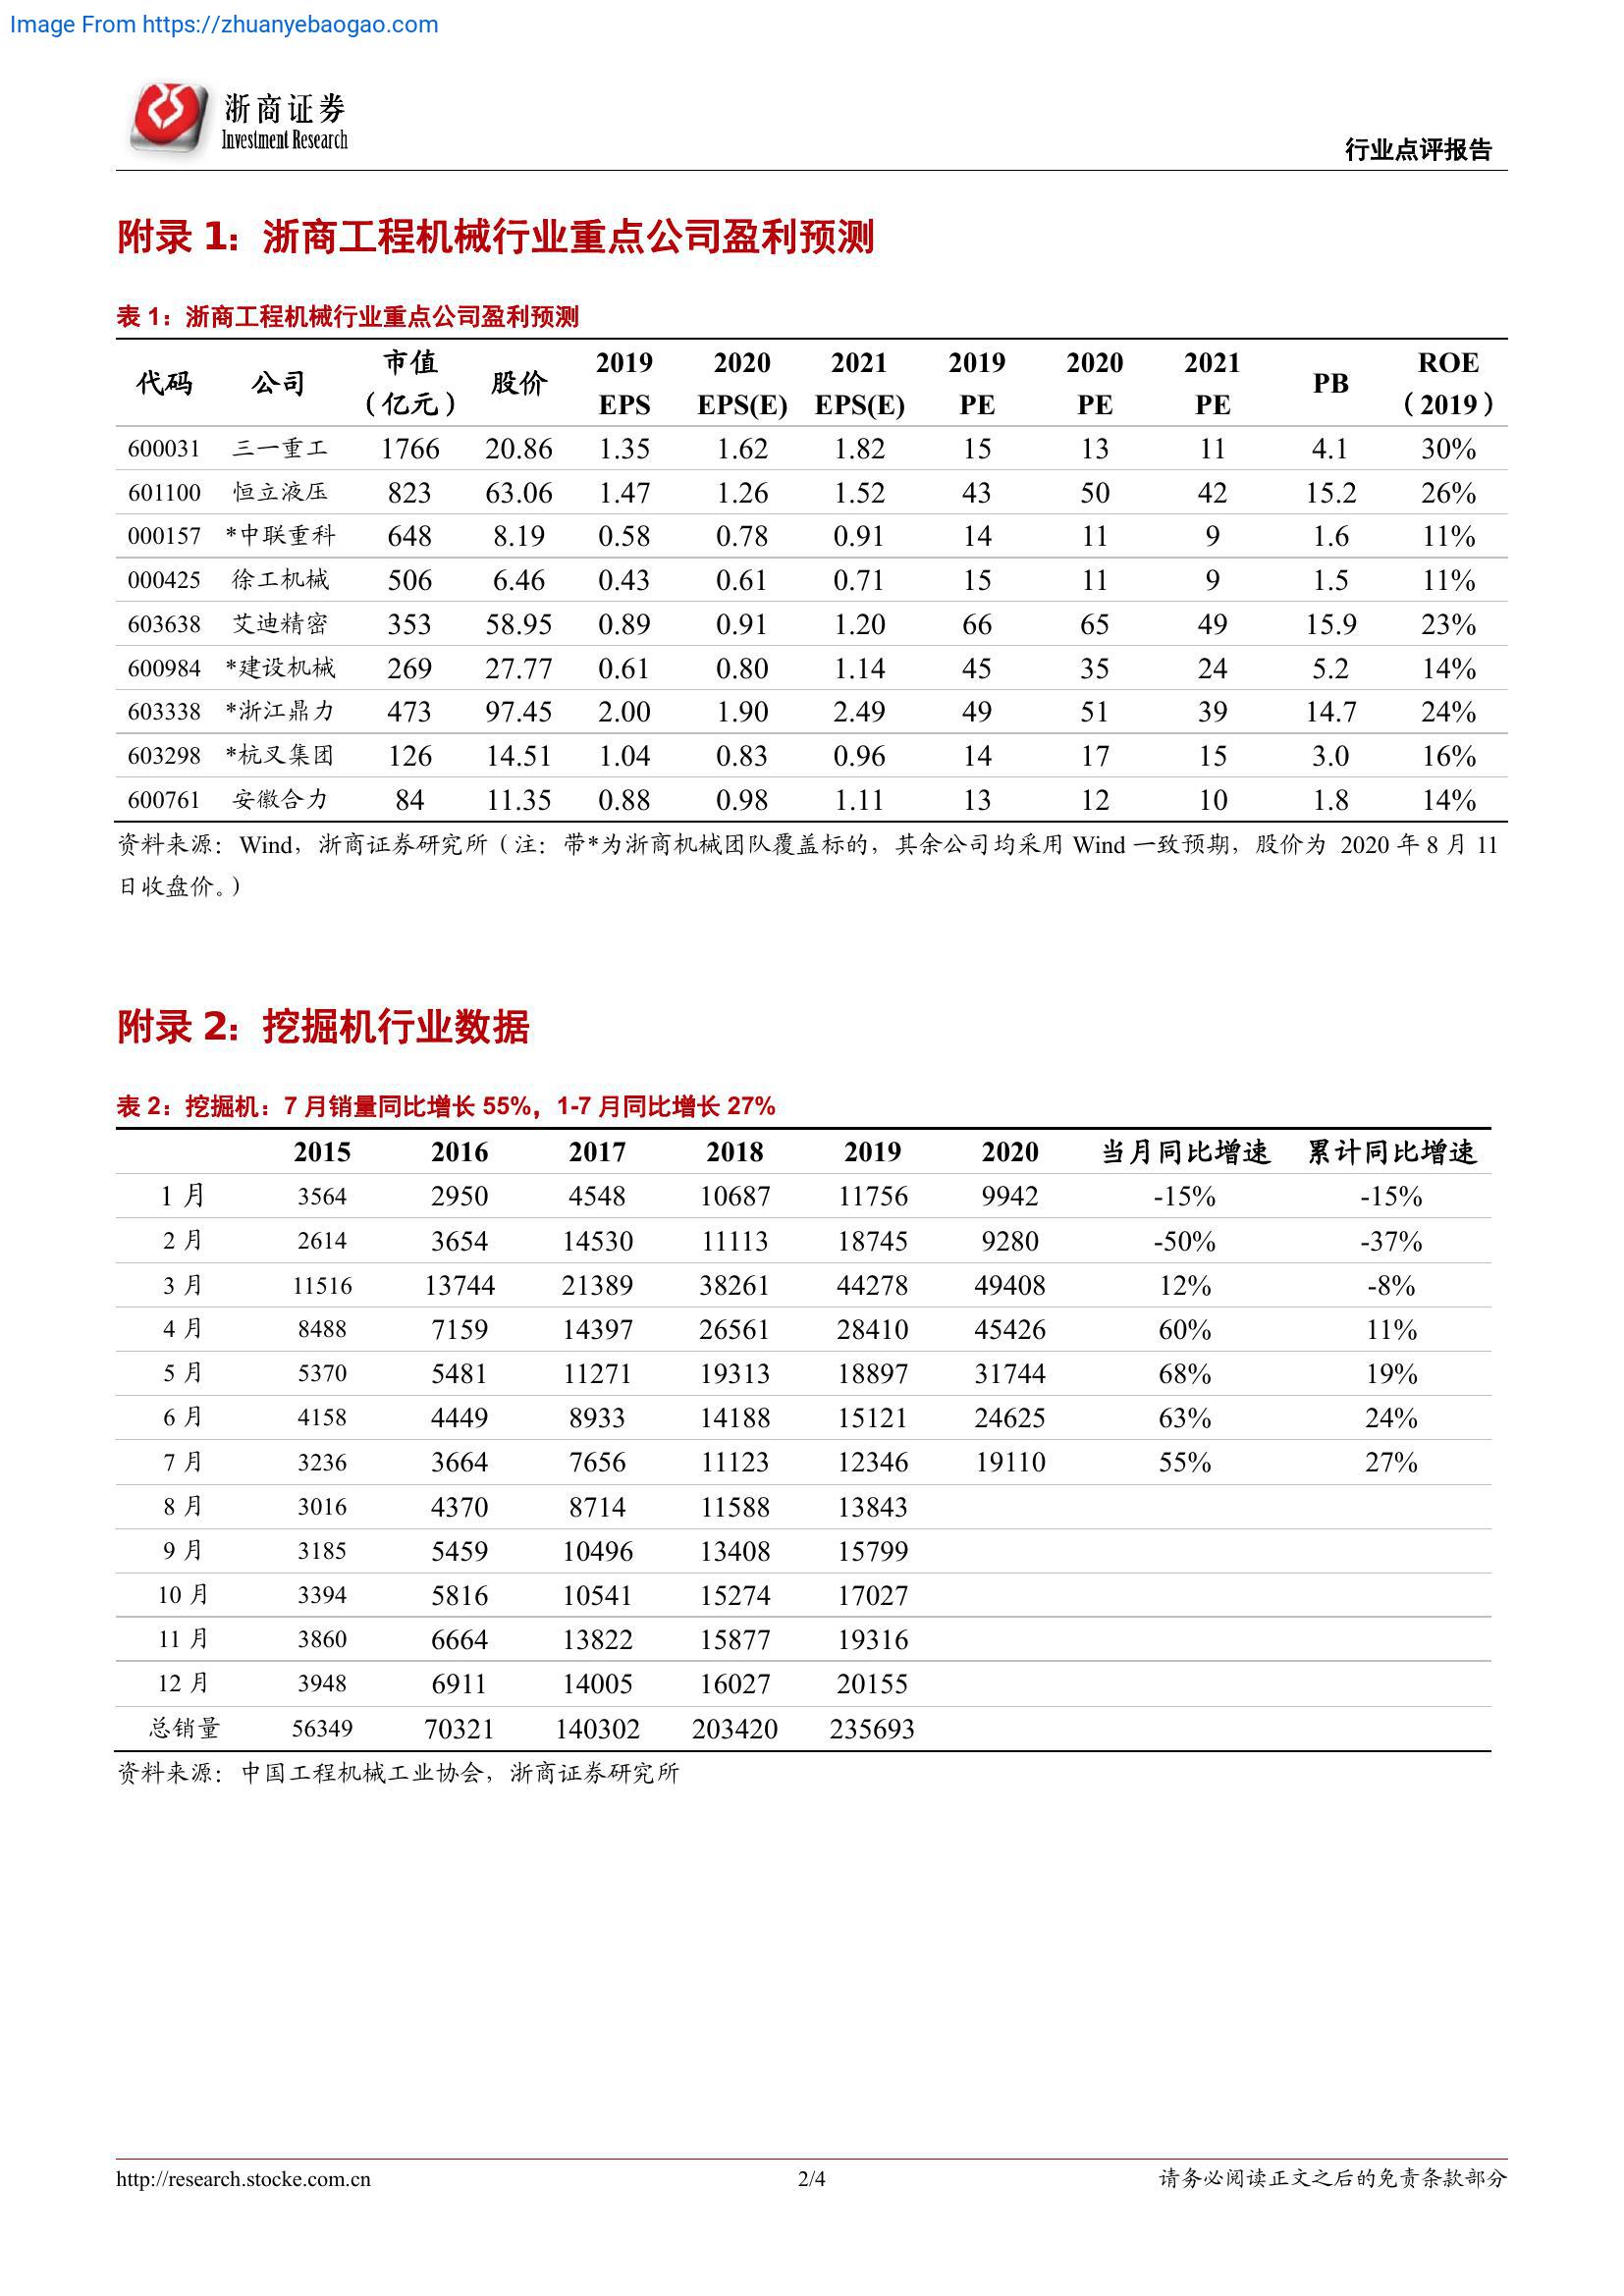 Image From https://zhuanyebaogao.com
浙商证券
Investment Research
行业点评报告
附录 1：浙商工程机械行业重点公司盈利预测
表 1：浙商工程机械行业重点公司盈利预测
代码 公司 市值（亿元） 股价 2019 EPS 2020 EPS(E) 2021 EPS(E) 2019 PE 2020 PE 2021 PE PB ROE（2019）
600031 三一重工 1766 20.86 1.35 1.62 1.82 15 13 11 4.1 30%
601100 恒立液压 823 63.06 1.47 1.26 1.52 43 50 42 15.2 26%
000157 *中联重科 648 8.19 0.58 0.78 0.91 14 11 9 1.6 11%
000425 徐工机械 506 6.46 0.43 0.61 0.71 15 11 9 1.5 11%
603638 艾迪精密 353 58.95 0.89 0.91 1.20 66 65 49 15.9 23%
600984 *建设机械 269 27.77 0.61 0.80 1.14 45 35 24 5.2 14%
603338 *浙江鼎力 473 97.45 2.00 1.90 2.49 49 51 39 14.7 24%
603298 *杭叉集团 126 14.51 1.04 0.83 0.96 14 17 15 3.0 16%
600761 安徽合力 84 11.35 0.88 0.98 1.11 13 12 10 1.8 14%
资料来源：Wind，浙商证券研究所（注：带*为浙商机械团队覆盖标的，其余公司均采用 Wind 一致预期，股价为 2020 年 8 月 11
日收盘价。）
附录 2：挖掘机行业数据
表 2：挖掘机：7 月销量同比增长 55%，1-7 月同比增长 27%
2015 2016 2017 2018 2019 2020 当月同比增速 累计同比增速
1 月 3564 2950 4548 10687 11756 9942 -15% -15%
2 月 2614 3654 14530 11113 18745 9280 -50% -37%
3 月 11516 13744 21389 38261 44278 49408 12% -8%
4 月 8488 7159 14397 26561 28410 45426 60% 11%
5 月 5370 5481 11271 19313 18897 31744 68% 19%
6 月 4158 4449 8933 14188 15121 24625 63% 24%
7 月 3236 3664 7656 11123 12346 19110 55% 27%
8 月 3016 4370 8714 11588 13843
9 月 3185 5459 10496 13408 15799
10 月 3394 5816 10541 15274 17027
11 月 3860 6664 13822 15877 19316
12 月 3948 6911 14005 16027 20155
总销量 56349 70321 140302 203420 235693
资料来源：中国工程机械工业协会，浙商证券研究所
http://research.stocke.com.cn 2/4 请务必阅读正文之后的免责条款部分